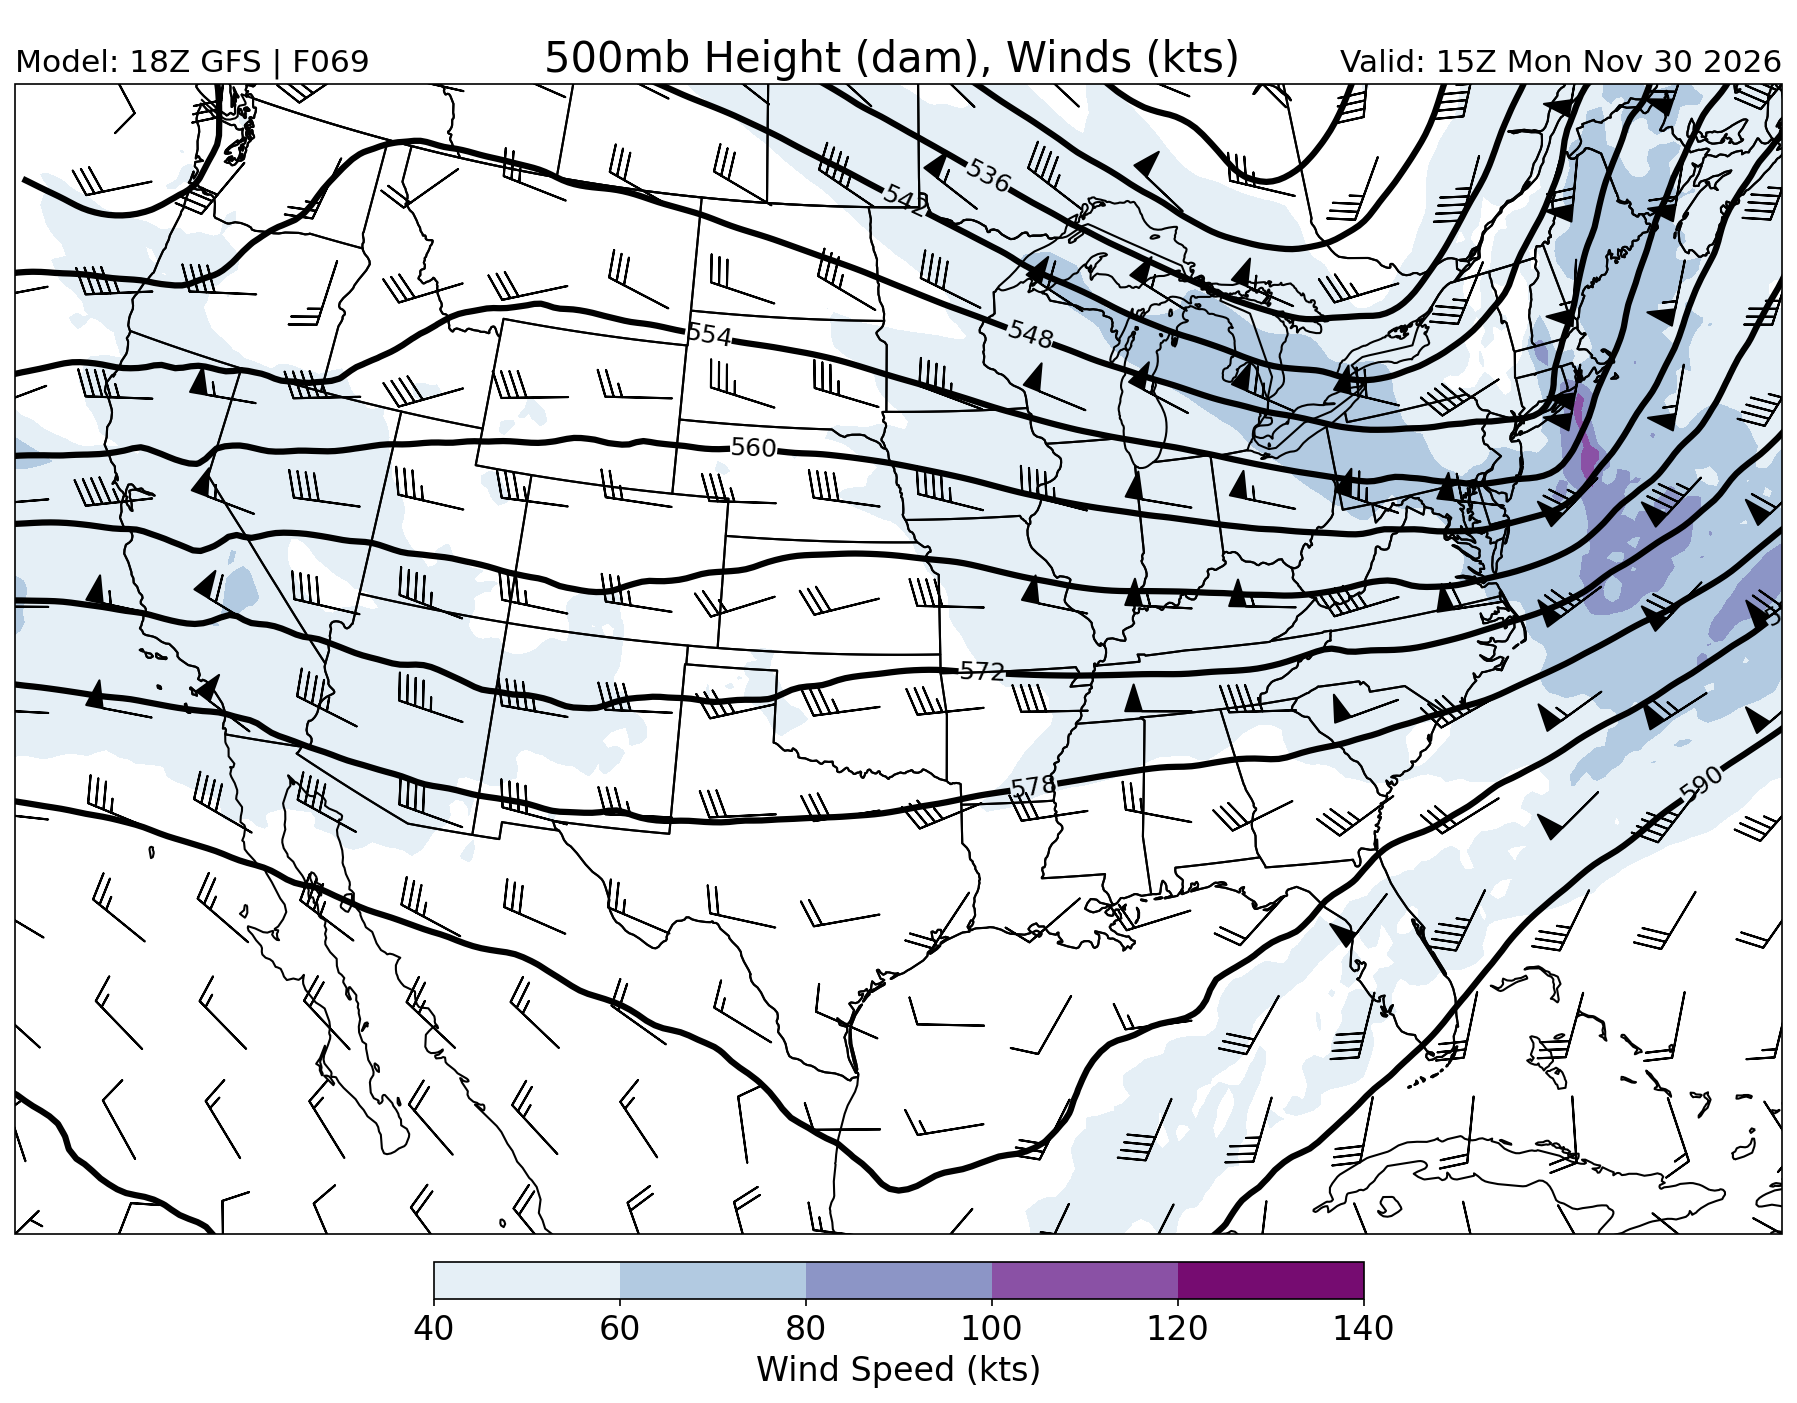 Model: 18Z GFS | F069
500mb Height (dam), Winds (kts)
Valid: 15Z Mon Nov 30 2026
536
542
548
554
560
572
578
590
40 60 80 100 120 140
Wind Speed (kts)